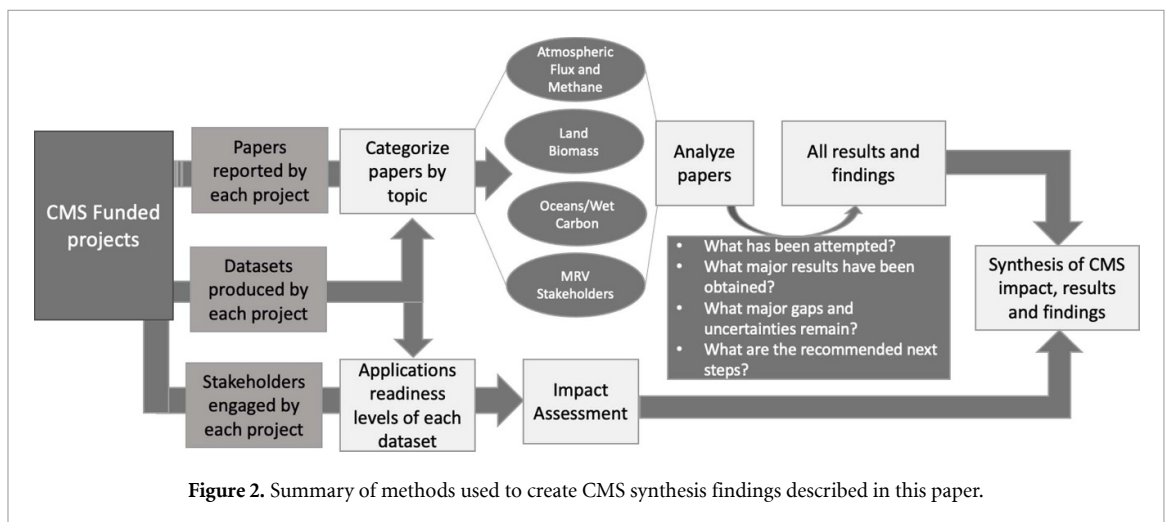 CMS Funded
projects
Papers
reported by
each project
Datasets
produced by
each project
Stakeholders
engaged by
each project
Categorize
papers by
topic
Applications
readiness
levels of each
dataset
Atmospheric
Flux and
Methane
Land
Biomass
Oceans/Wet
Carbon
MRV
Stakeholders
Impact
Assessment
Analyze
papers
All results and
findings
• What has been attempted?
• What major results have been
obtained?
• What major gaps and
uncertainties remain?
• What are the recommended next
steps?
Synthesis of CMS
impact, results
and findings
Figure 2. Summary of methods used to create CMS synthesis findings described in this paper.